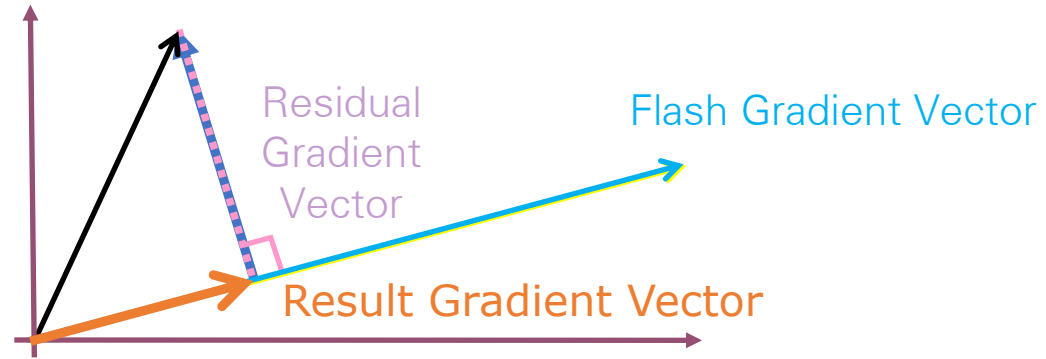 Residual
Gradient
Vector
Flash Gradient Vector
Result Gradient Vector